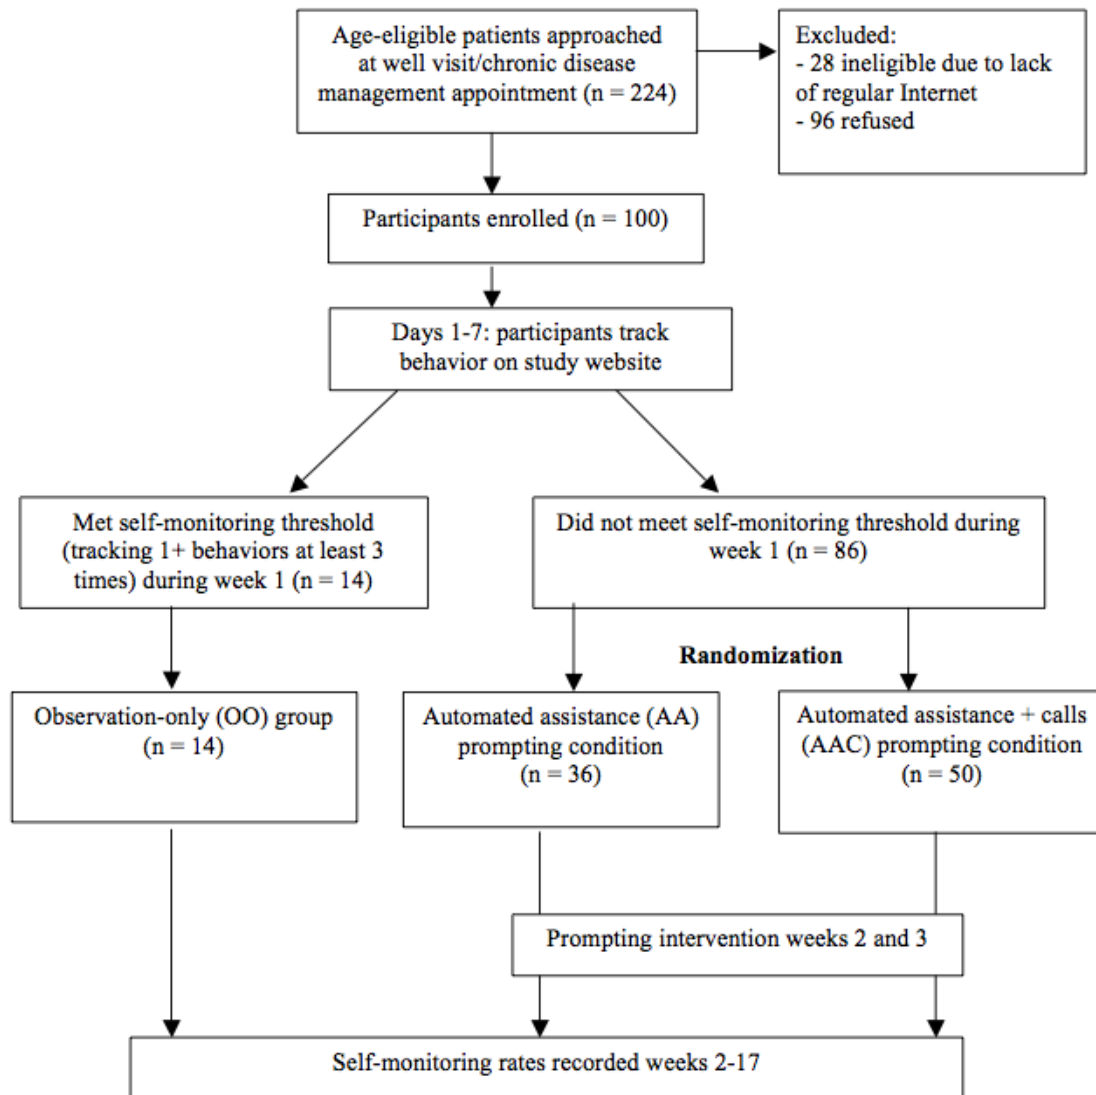 Age-eligible patients approached
at well visit/chronic disease
management appointment (n = 224)
Excluded:
- 28 ineligible due to lack
of regular Internet
- 96 refused
Participants enrolled (n = 100)
Days 1-7: participants track
behavior on study website
Met self-monitoring threshold
(tracking 1+ behaviors at least 3
times) during week 1 (n = 14)
Did not meet self-monitoring threshold during
week 1 (n = 86)
Randomization
Observation-only (OO) group
(n = 14)
Automated assistance (AA)
prompting condition
(n = 36)
Automated assistance + calls
(AAC) prompting condition
(n = 50)
Prompting intervention weeks 2 and 3
Self-monitoring rates recorded weeks 2-17